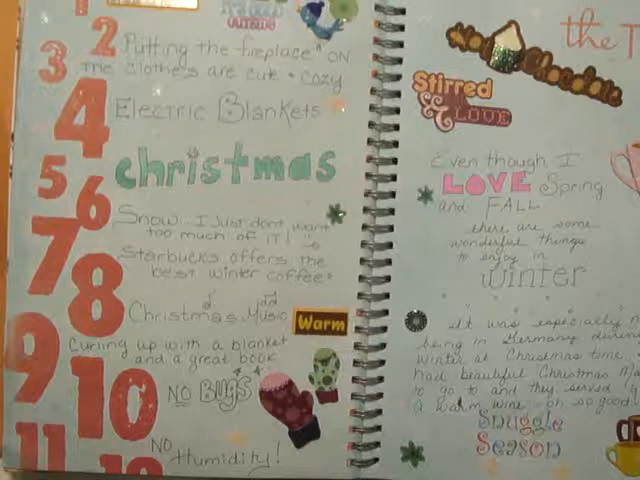 OUTSIDE
2 Putting the fireplace ON
3 The clothets are cute & cozy
4 Electric Blankets
5 christmas
6 Snow.. I just dont want
too much of IT!
7 Starbucks offers the
best winter coffee
8 Christmas Music
Warm
9 Curling up with a blanket
and a great book
10 NO BUGS
11 NO
Humidity!
the
Hot Chocolate
Stirred
& LOVE
Even though I
LOVE Spring
and FALL
there are some
wonderful things
to enjoy in
winter
It was especially
being in Germany during
winter at Christmas time
had beautiful Christmas
to go to and they served
a warm wine oh so good!
Snuggle
Season